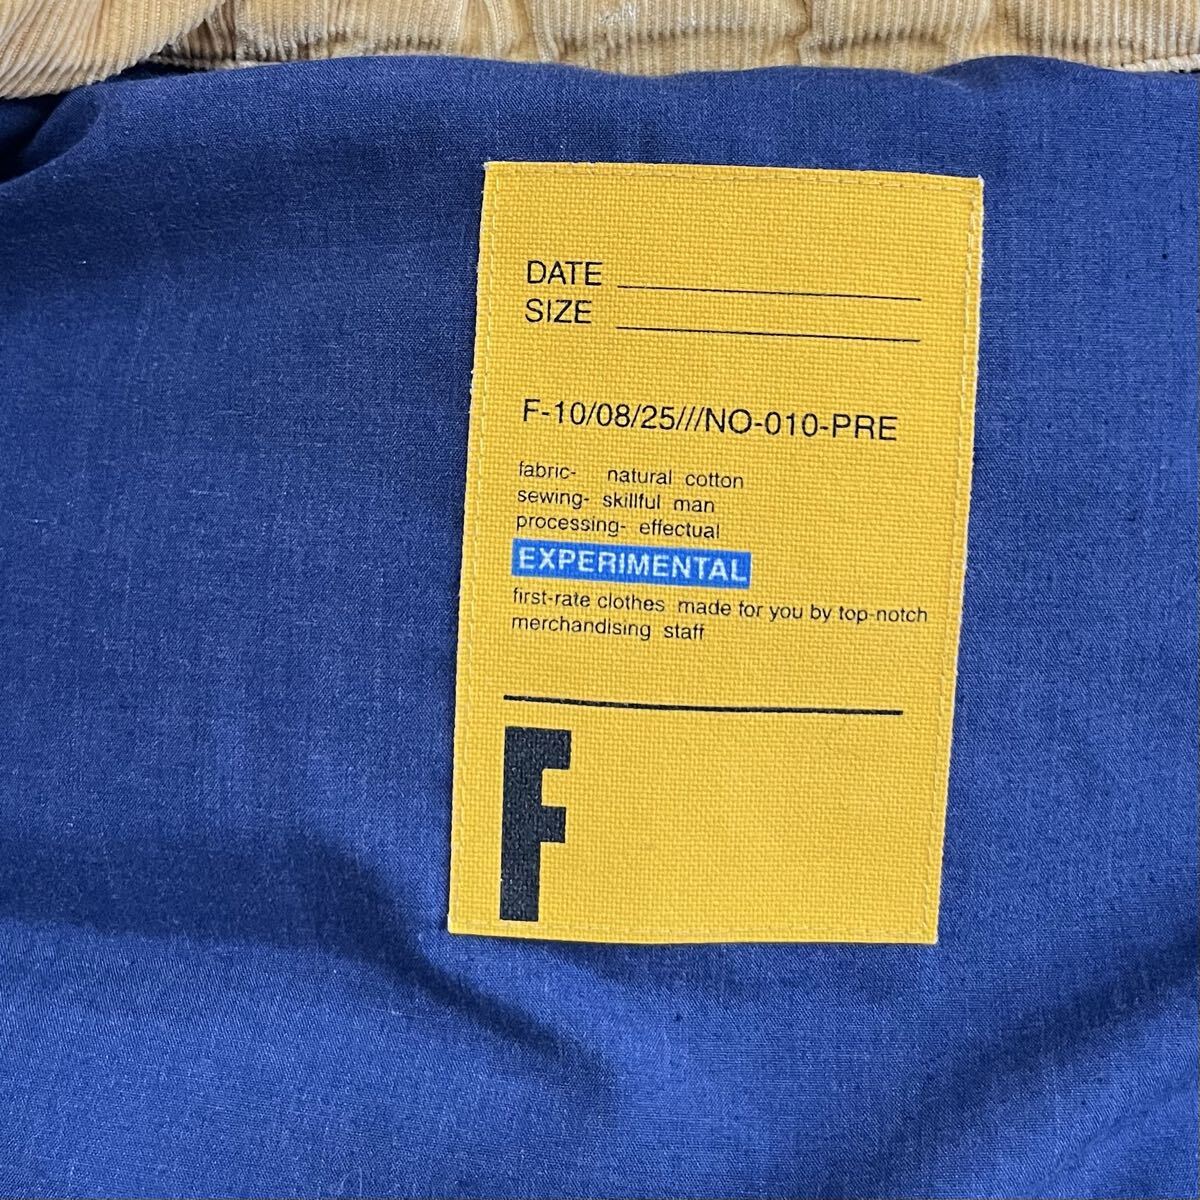 DATE
SIZE
F-10/08/25///NO-010-PRE
fabric- natural cotton
sewing- skillful man
processing- effectual
EXPERIMENTAL
first-rate clothes made for you by top-notch
merchandising staff
F